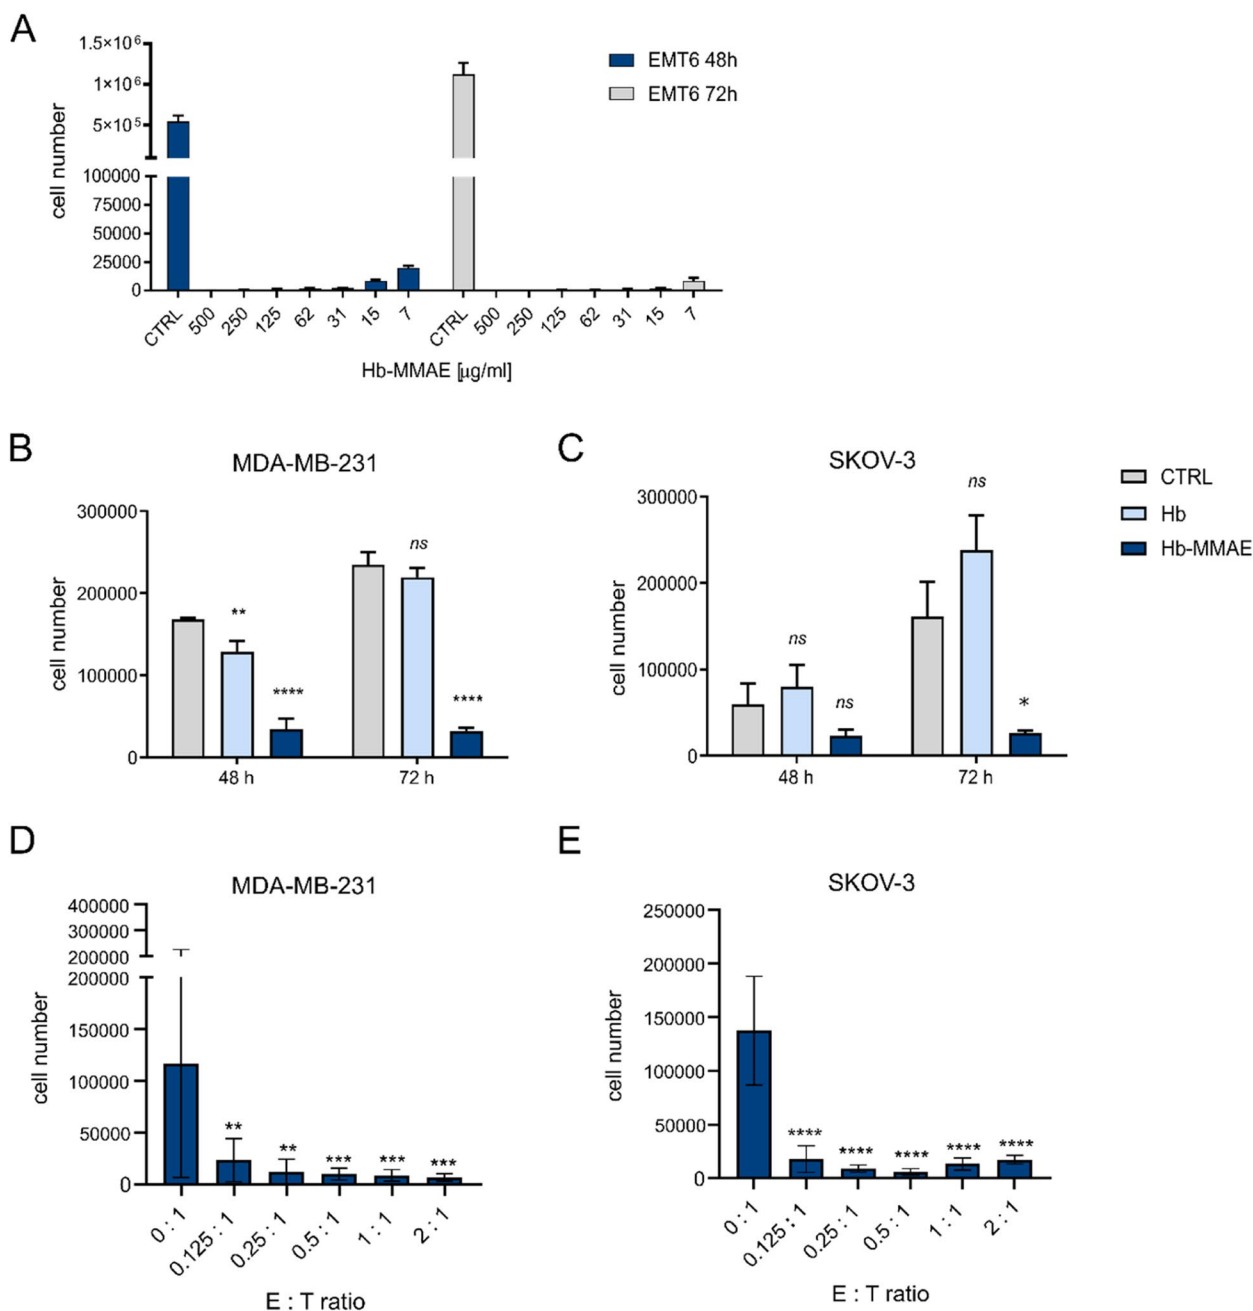 A
1.5×10⁶
1×10⁶
5×10⁵
100000
75000
50000
25000
0
cell number
CTRL 500 250 125 62 31 15 7 CTRL 500 250 125 62 31 15 7
Hb-MMAE [µg/ml]
EMT6 48h
EMT6 72h
B
MDA-MB-231
300000
200000
100000
0
cell number
**
****
ns
****
48 h 72 h
C
SKOV-3
300000
200000
100000
0
cell number
ns
ns
ns
*
48 h 72 h
CTRL
Hb
Hb-MMAE
D
MDA-MB-231
400000
300000
200000
200000
150000
100000
50000
0
cell number
** ** *** *** ***
0 : 1 0.125 : 1 0.25 : 1 0.5 : 1 1 : 1 2 : 1
E : T ratio
E
SKOV-3
250000
200000
150000
100000
50000
0
cell number
**** **** **** **** ****
0 : 1 0.125 : 1 0.25 : 1 0.5 : 1 1 : 1 2 : 1
E : T ratio